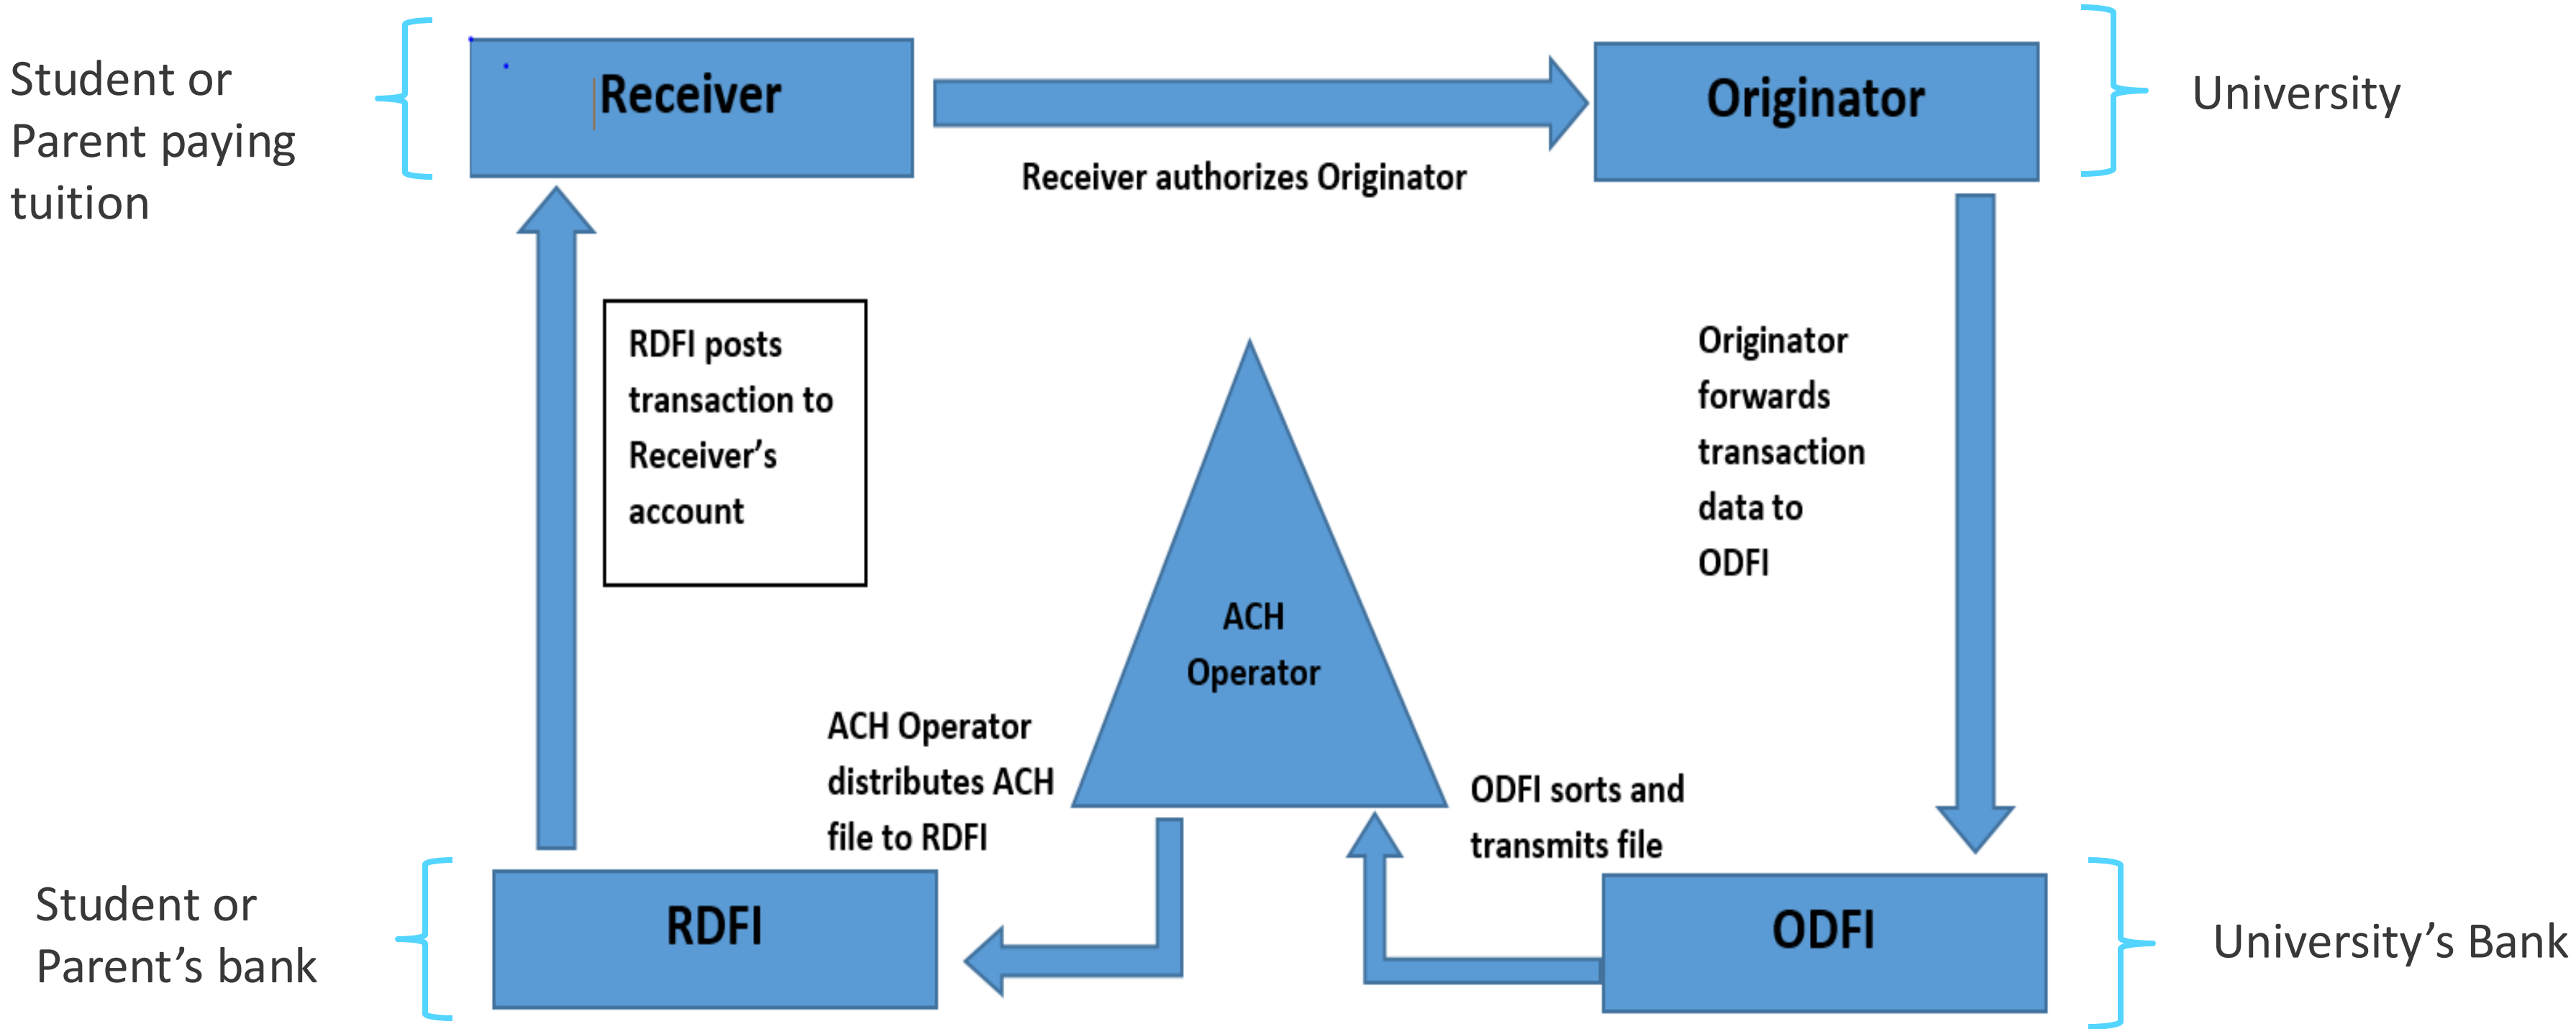 Student or
Parent paying
tuition
Receiver
Receiver authorizes Originator
Originator
University
RDFI posts
transaction to
Receiver’s
account
Originator
forwards
transaction
data to
ODFI
ACH
Operator
ACH Operator
distributes ACH
file to RDFI
ODFI sorts and
transmits file
Student or
Parent’s bank
RDFI
ODFI
University’s Bank